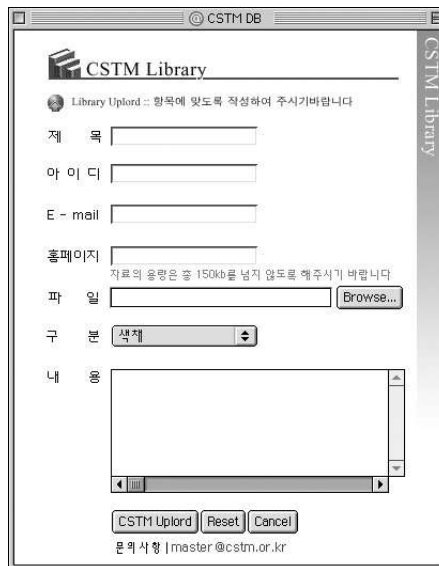 CSTM DB
CSTM Library
CSTM Library
Library Uplord :: 항목에 맞도록 작성하여 주시기바랍니다
제 목
아 이 디
E - mail
홈페이지
자료의 용량은 총 150kb를 넘지 않도록 해주시기 바랍니다
파 일
Browse...
구 분
색채
내 용
CSTM Uplord Reset Cancel
문의사항 | master@cstm.or.kr